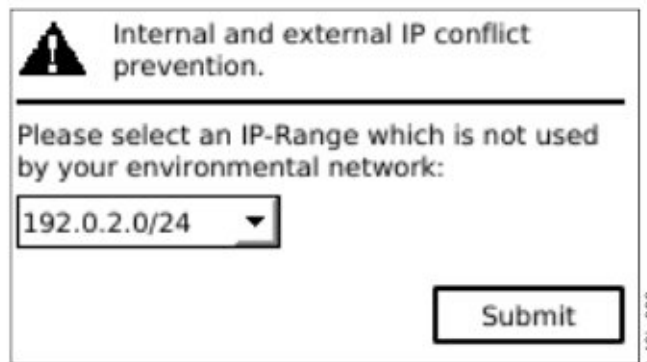 Internal and external IP conflict
prevention.
Please select an IP-Range which is not used
by your environmental network:
192.0.2.0/24
Submit